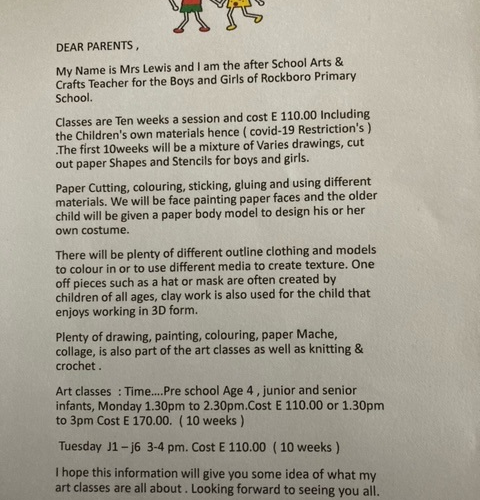 DEAR PARENTS ,
My Name is Mrs Lewis and I am the after School Arts &
Crafts Teacher for the Boys and Girls of Rockboro Primary
School.
Classes are Ten weeks a session and cost E 110.00 Including
the Children's own materials hence ( covid-19 Restriction's )
.The first 10weeks will be a mixture of Varies drawings, cut
out paper Shapes and Stencils for boys and girls.
Paper Cutting, colouring, sticking, gluing and using different
materials. We will be face painting paper faces and the older
child will be given a paper body model to design his or her
own costume.
There will be plenty of different outline clothing and models
to colour in or to use different media to create texture. One
off pieces such as a hat or mask are often created by
children of all ages, clay work is also used for the child that
enjoys working in 3D form.
Plenty of drawing, painting, colouring, paper Mache,
collage, is also part of the art classes as well as knitting &
crochet .
Art classes : Time....Pre school Age 4 , junior and senior
infants, Monday 1.30pm to 2.30pm.Cost E 110.00 or 1.30pm
to 3pm Cost E 170.00. ( 10 weeks )
Tuesday J1 – j6 3-4 pm. Cost E 110.00 ( 10 weeks )
I hope this information will give you some idea of what my
art classes are all about . Looking forward to seeing you all.